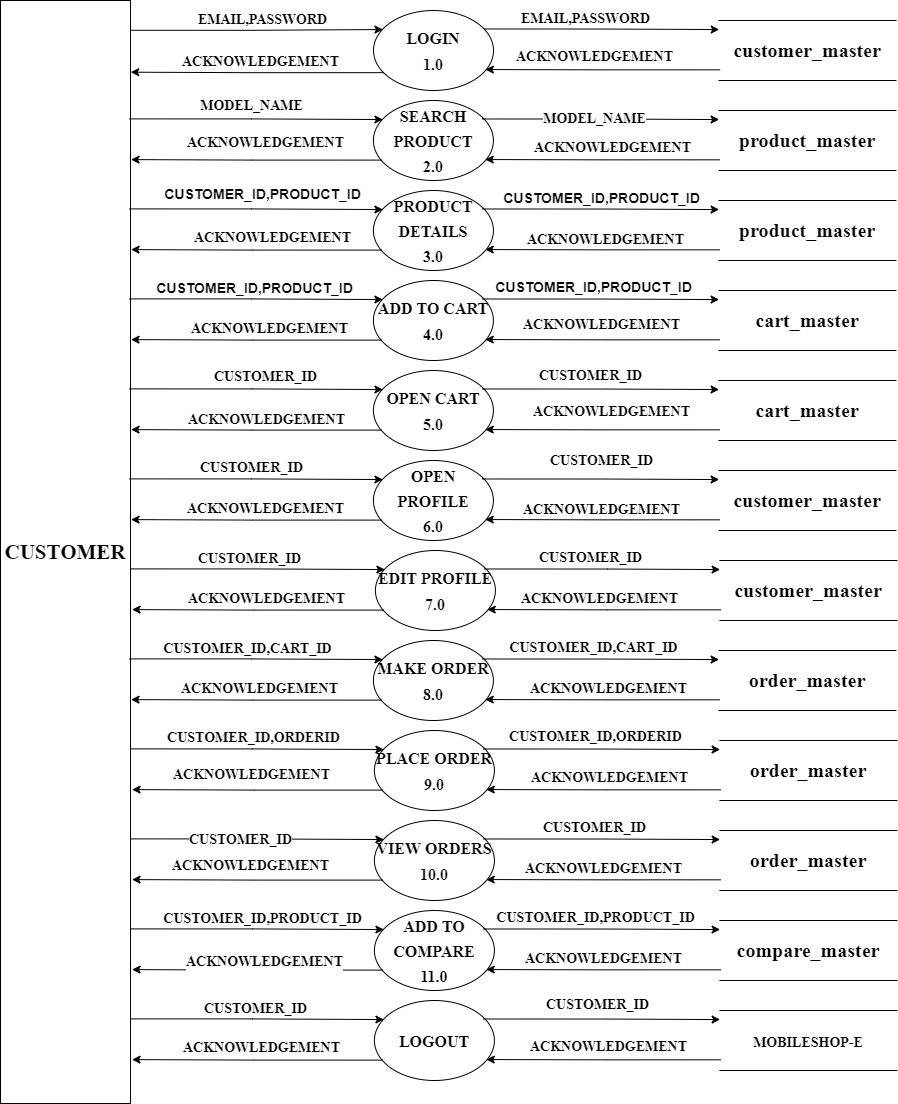 EMAIL,PASSWORD
EMAIL,PASSWORD
LOGIN
1.0
customer_master
ACKNOWLEDGEMENT
ACKNOWLEDGEMENT
MODEL_NAME
MODEL_NAME
SEARCH
PRODUCT
2.0
product_master
ACKNOWLEDGEMENT
ACKNOWLEDGEMENT
CUSTOMER_ID,PRODUCT_ID
CUSTOMER_ID,PRODUCT_ID
PRODUCT
DETAILS
3.0
product_master
ACKNOWLEDGEMENT
ACKNOWLEDGEMENT
CUSTOMER_ID,PRODUCT_ID
CUSTOMER_ID,PRODUCT_ID
ADD TO CART
4.0
cart_master
ACKNOWLEDGEMENT
ACKNOWLEDGEMENT
CUSTOMER_ID
CUSTOMER_ID
OPEN CART
5.0
cart_master
ACKNOWLEDGEMENT
ACKNOWLEDGEMENT
CUSTOMER_ID
CUSTOMER_ID
OPEN
PROFILE
6.0
customer_master
ACKNOWLEDGEMENT
ACKNOWLEDGEMENT
CUSTOMER
CUSTOMER_ID
CUSTOMER_ID
EDIT PROFILE
7.0
customer_master
ACKNOWLEDGEMENT
ACKNOWLEDGEMENT
CUSTOMER_ID,CART_ID
CUSTOMER_ID,CART_ID
MAKE ORDER
8.0
order_master
ACKNOWLEDGEMENT
ACKNOWLEDGEMENT
CUSTOMER_ID,ORDERID
CUSTOMER_ID,ORDERID
PLACE ORDER
9.0
order_master
ACKNOWLEDGEMENT
ACKNOWLEDGEMENT
CUSTOMER_ID
CUSTOMER_ID
VIEW ORDERS
10.0
order_master
ACKNOWLEDGEMENT
ACKNOWLEDGEMENT
CUSTOMER_ID,PRODUCT_ID
CUSTOMER_ID,PRODUCT_ID
ADD TO
COMPARE
11.0
compare_master
ACKNOWLEDGEMENT
ACKNOWLEDGEMENT
CUSTOMER_ID
CUSTOMER_ID
LOGOUT
MOBILESHOP-E
ACKNOWLEDGEMENT
ACKNOWLEDGEMENT